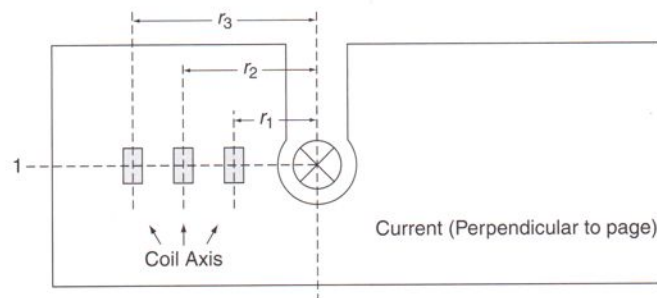 r3
r2
r1
1
Current (Perpendicular to page)
Coil Axis